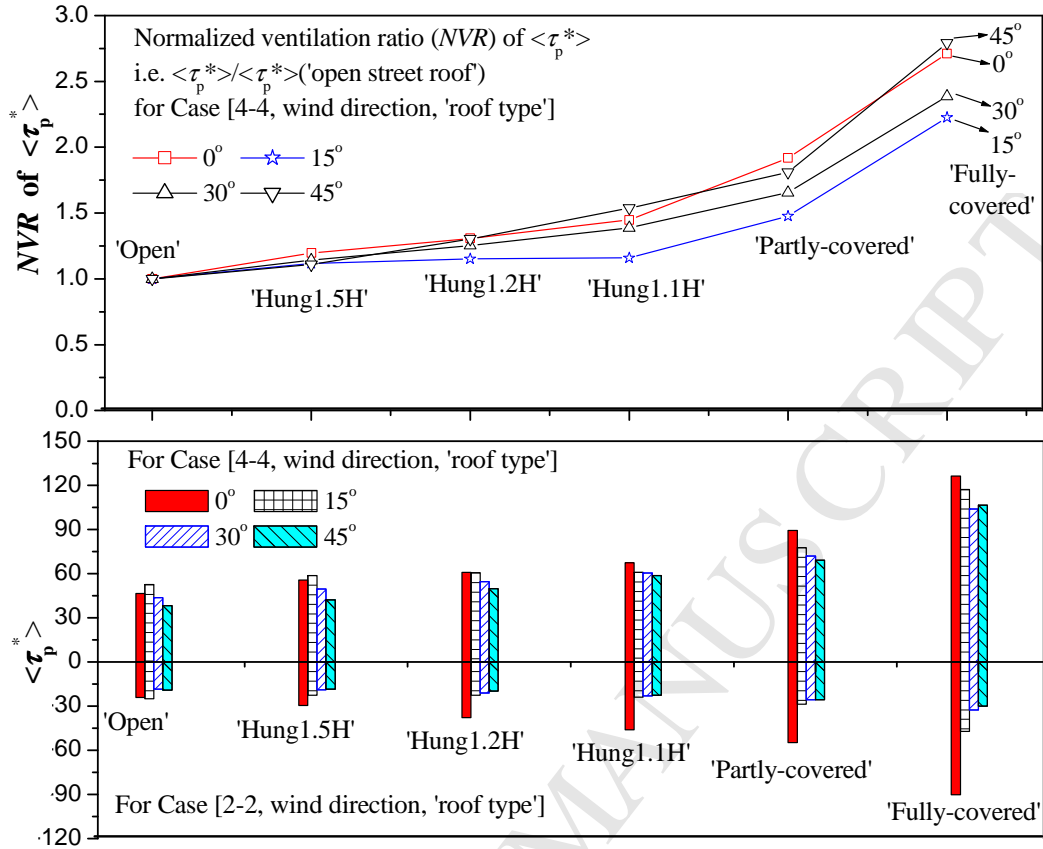 3.0
2.5
2.0
1.5
1.0
0.5
0.0
NVR of <τp*>
Normalized ventilation ratio (NVR) of <τp*>
i.e. <τp*>/<τp*>('open street roof')
for Case [4-4, wind direction, 'roof type']
0° 15°
30° 45°
45°
0°
30°
15°
'Open'
'Hung1.5H'
'Hung1.2H'
'Hung1.1H'
'Partly-covered'
'Fully-
covered'
150
120
90
60
30
0
-30
-60
-90
-120
<τp*>
For Case [4-4, wind direction, 'roof type']
0° 15°
30° 45°
'Open'
'Hung1.5H'
'Hung1.2H'
'Hung1.1H'
'Partly-covered'
'Fully-covered'
For Case [2-2, wind direction, 'roof type']
MANUSCRIPT